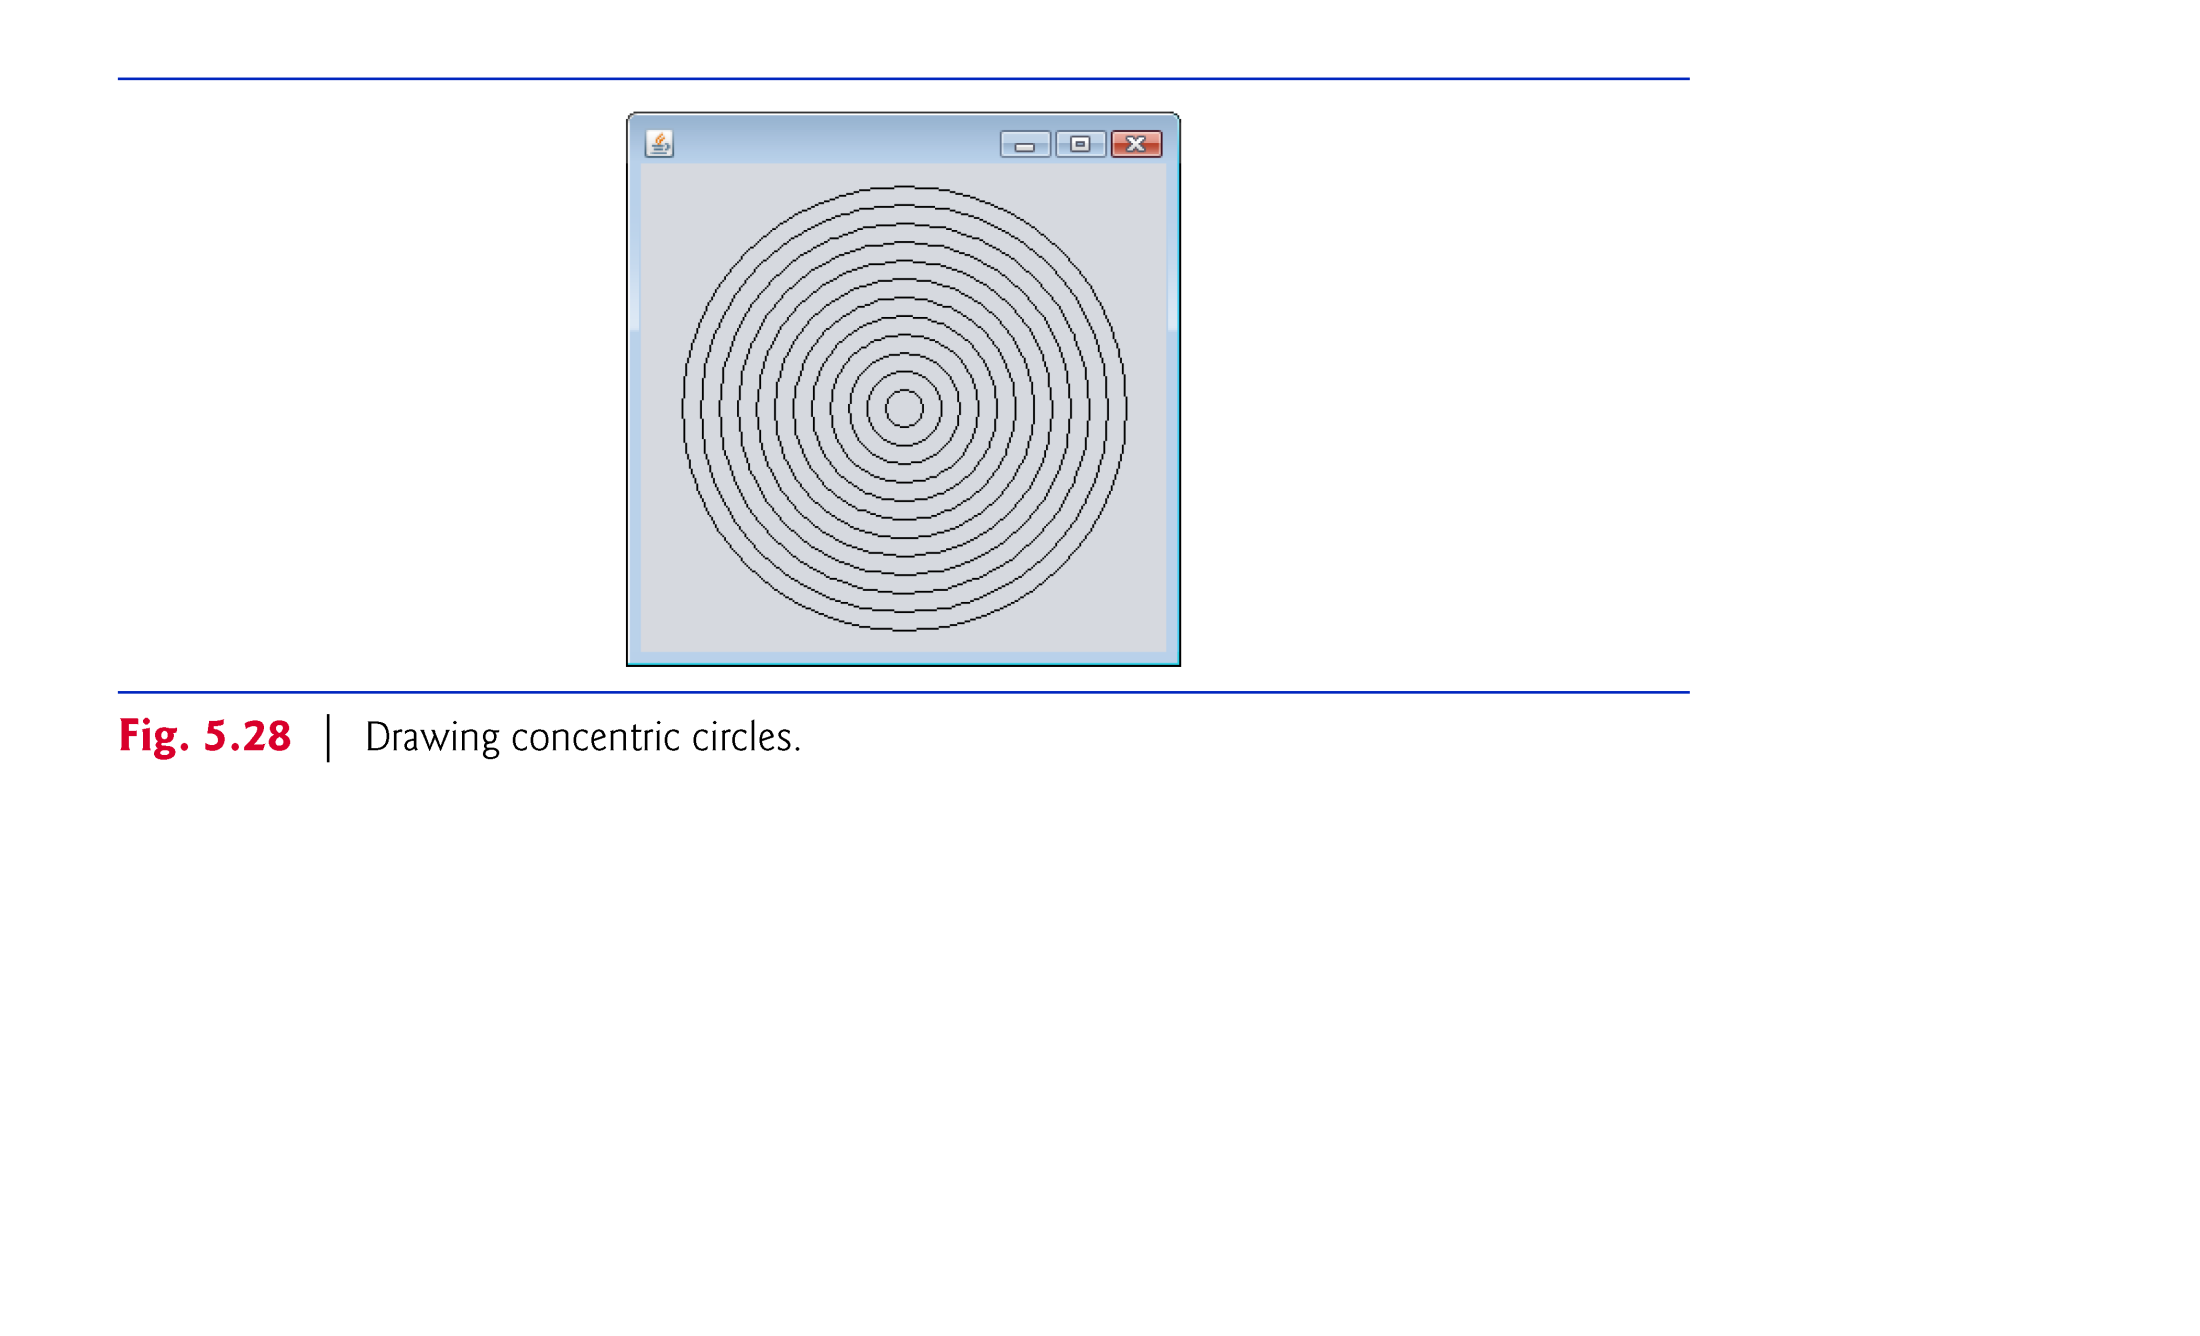 Fig. 5.28 | Drawing concentric circles.